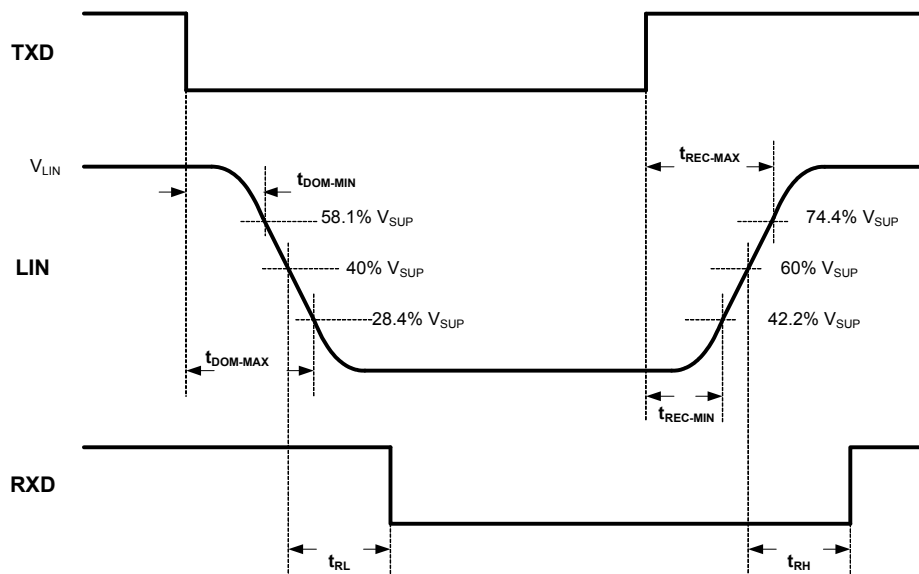 TXD
V_LIN
t_DOM-MIN
t_REC-MAX
58.1% V_SUP
74.4% V_SUP
LIN
40% V_SUP
60% V_SUP
28.4% V_SUP
42.2% V_SUP
t_DOM-MAX
t_REC-MIN
RXD
t_RL
t_RH